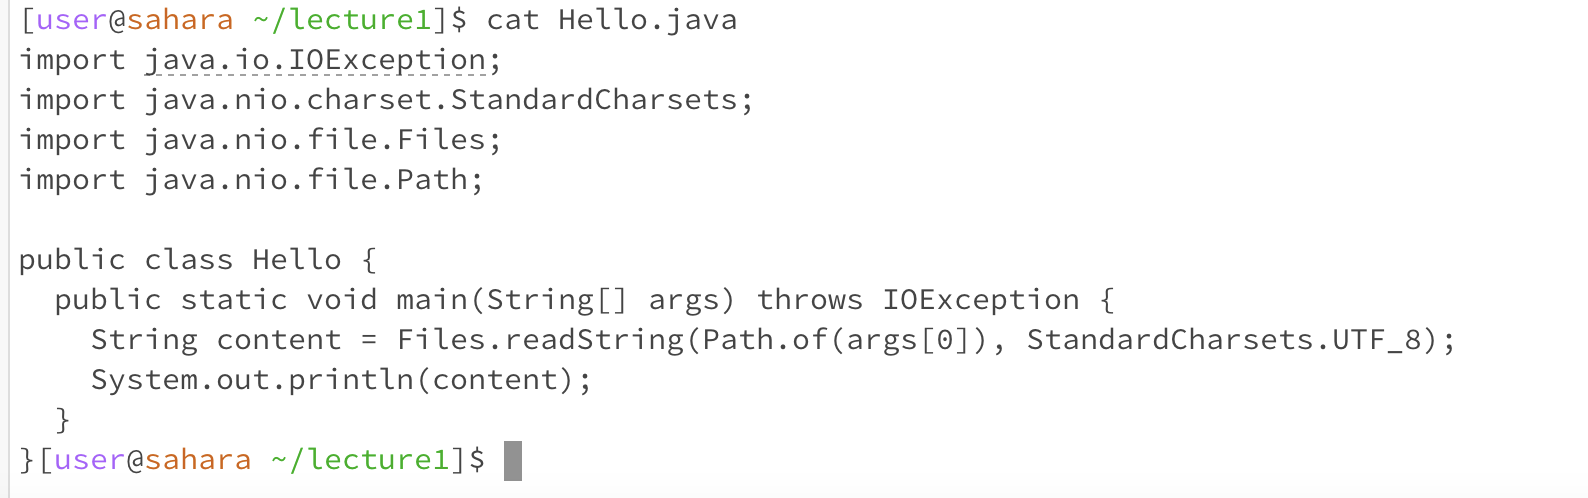 [user@sahara ~/lecture1]$ cat Hello.java
import java.io.IOException;
import java.nio.charset.StandardCharsets;
import java.nio.file.Files;
import java.nio.file.Path;

public class Hello {
  public static void main(String[] args) throws IOException {
    String content = Files.readString(Path.of(args[0]), StandardCharsets.UTF_8);
    System.out.println(content);
  }
}[user@sahara ~/lecture1]$